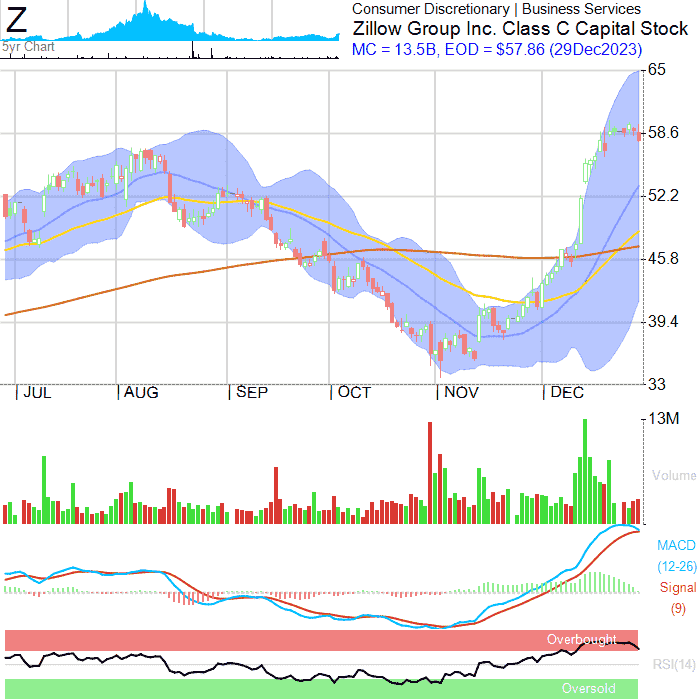 Z
5yr Chart
Consumer Discretionary | Business Services
Zillow Group Inc. Class C Capital Stock
MC = 13.5B, EOD = $57.86 (29Dec2023)
65
58.6
52.2
45.8
39.4
33
JUL AUG SEP OCT NOV DEC
13M
Volume
MACD
(12-26)
Signal
(9)
Overbought
RSI(14)
Oversold